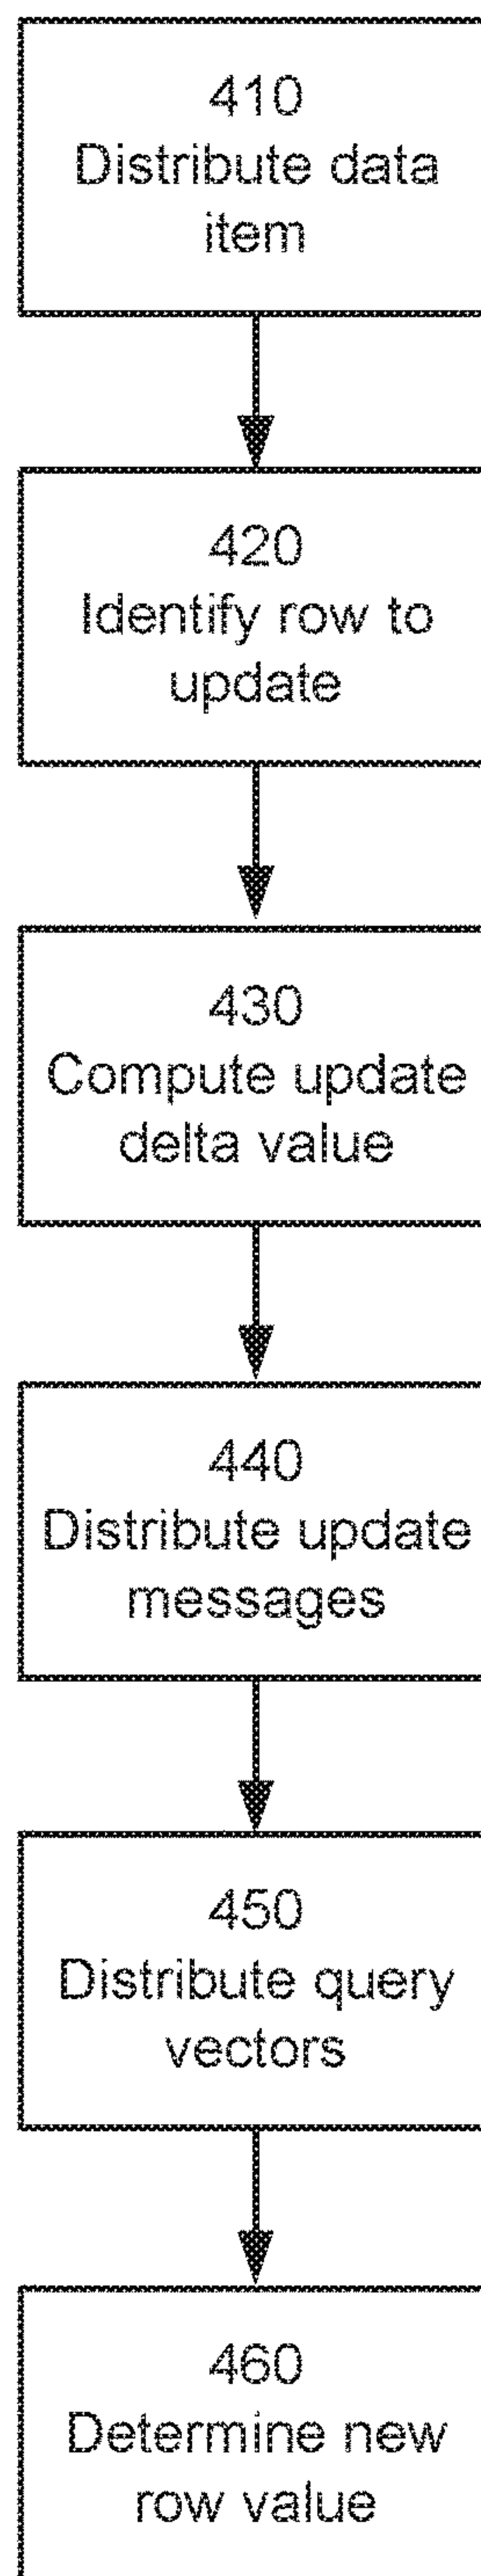 410
Distribute data
item
420
Identify row to
update
430
Compute update
delta value
440
Distribute update
messages
450
Distribute query
vectors
460
Determine new
row value